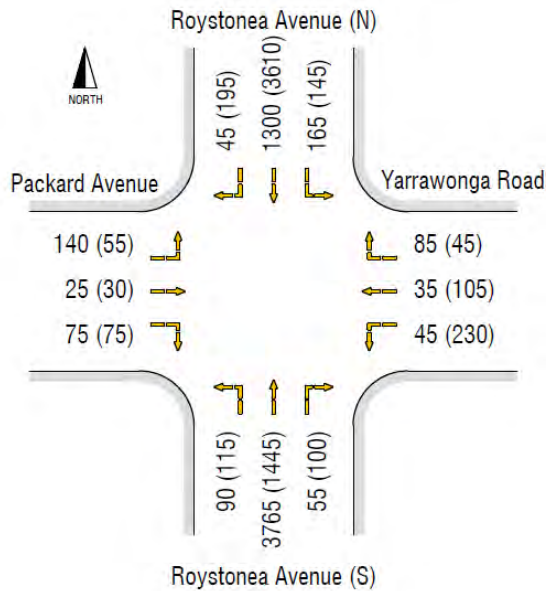 Roystonea Avenue (N)
NORTH
45 (195)
1300 (3610)
165 (145)
Packard Avenue
Yarrawonga Road
140 (55)
85 (45)
25 (30)
35 (105)
75 (75)
45 (230)
90 (115)
3765 (1445)
55 (100)
Roystonea Avenue (S)